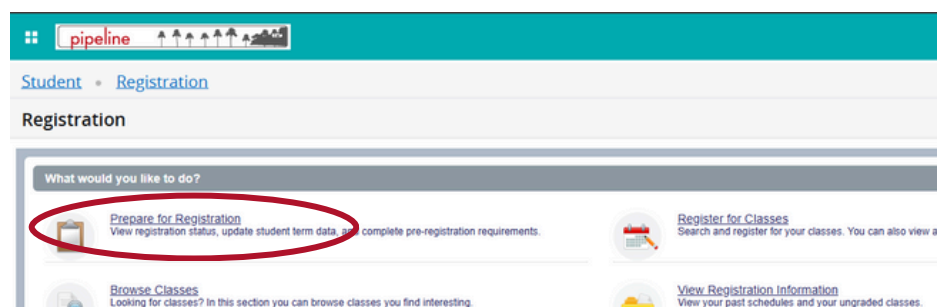 pipeline
Student • Registration
Registration
What would you like to do?
Prepare for Registration
View registration status, update student term data, and complete pre-registration requirements.
Register for Classes
Search and register for your classes. You can also view a
Browse Classes
Looking for classes? In this section you can browse classes you find interesting.
View Registration Information
View your past schedules and your ungraded classes.